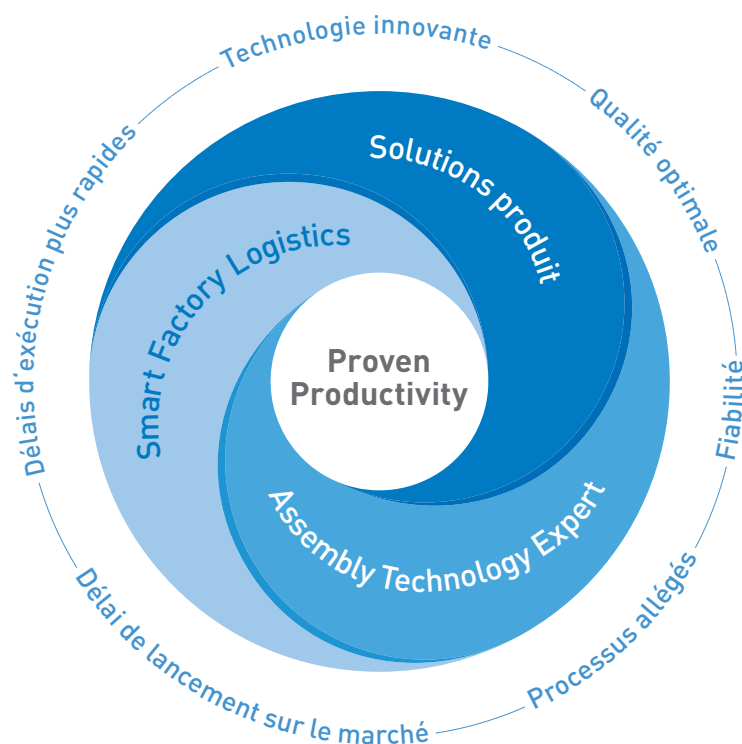 Technologie innovante
Qualité optimale
Fiabilité
Processus allégés
Délai de lancement sur le marché
Délais d‘exécution plus rapides
Solutions produit
Smart Factory Logistics
Assembly Technology Expert
Proven
Productivity